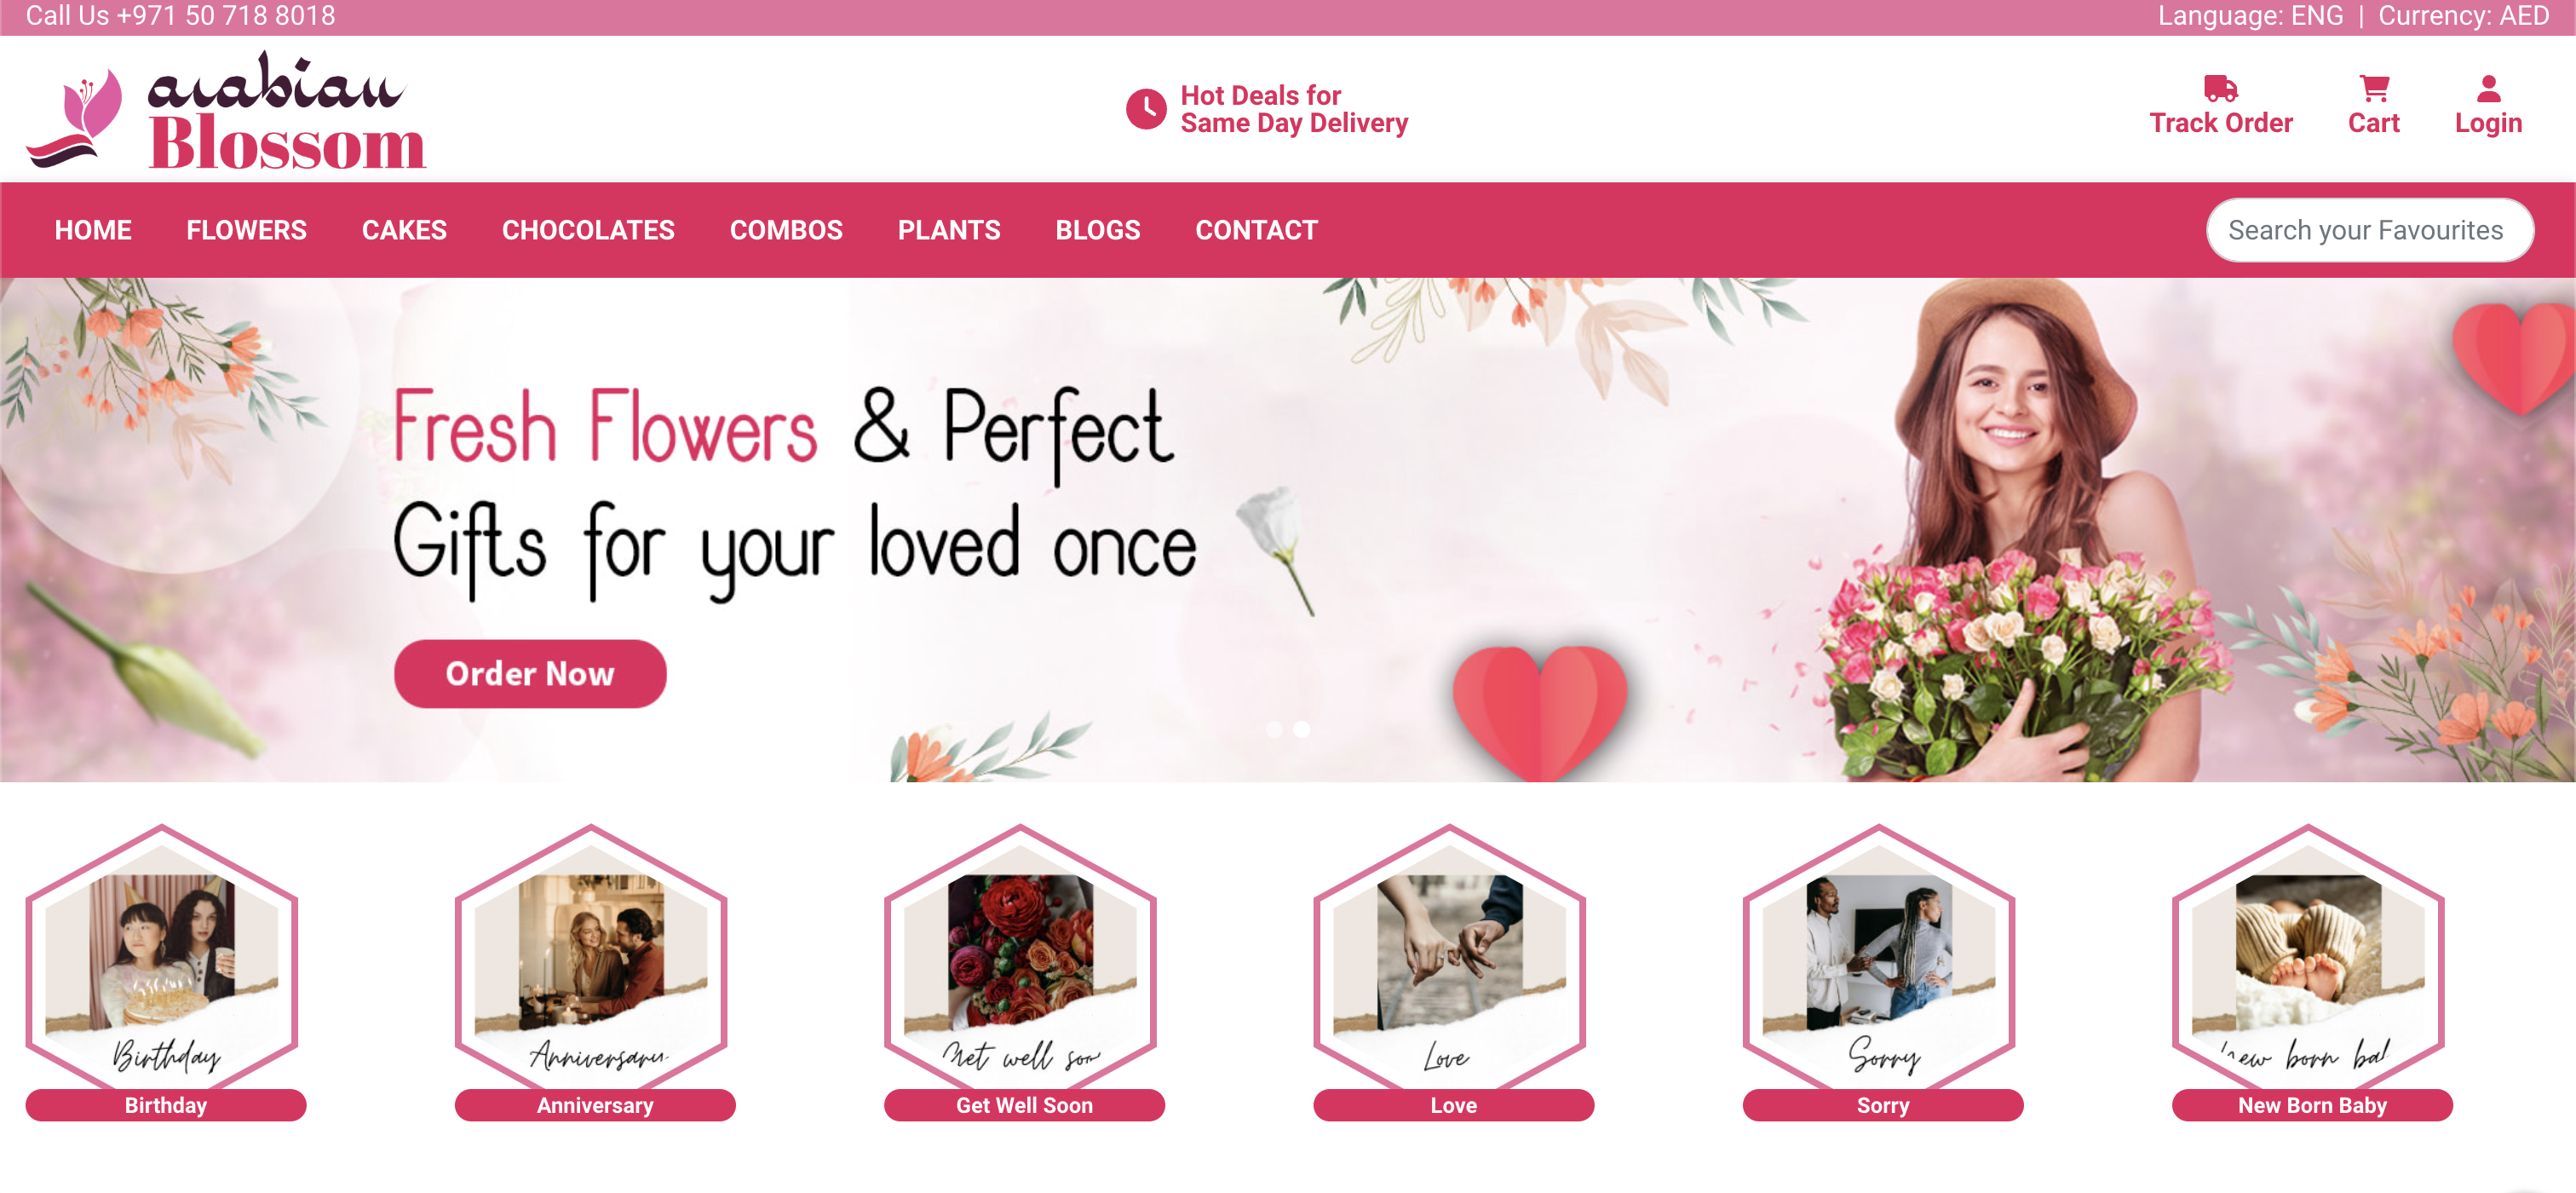 Call Us +971 50 718 8018
Language: ENG | Currency: AED
arabian
Blossom
Hot Deals for
Same Day Delivery
Track Order
Cart
Login
HOME FLOWERS CAKES CHOCOLATES COMBOS PLANTS BLOGS CONTACT
Search your Favourites
Fresh Flowers & Perfect
Gifts for your loved once
Order Now
Birthday
Birthday
Anniversary
Anniversary
well
Get Well Soon
Love
Love
Sorry
Sorry
new born
New Born Baby